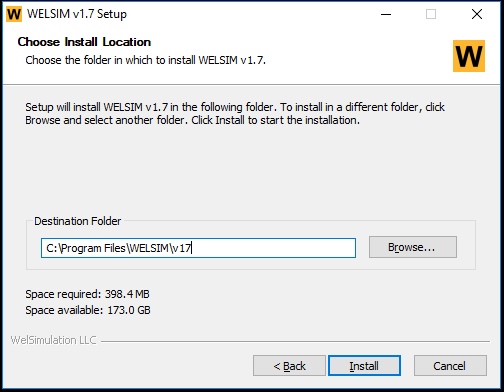 W WELSIM v1.7 Setup
Choose Install Location
Choose the folder in which to install WELSIM v1.7.
W
Setup will install WELSIM v1.7 in the following folder. To install in a different folder, click
Browse and select another folder. Click Install to start the installation.
Destination Folder
C:\Program Files\WELSIM\v17
Browse...
Space required: 398.4 MB
Space available: 173.0 GB
WelSimulation LLC
< Back
Install
Cancel